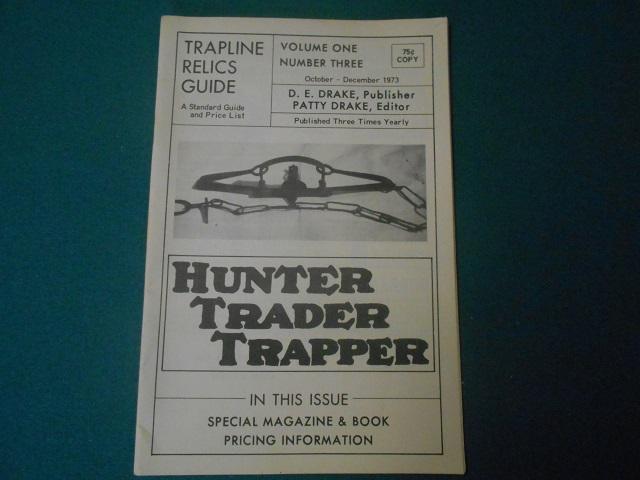 TRAPLINE
RELICS
GUIDE
A Standard Guide
and Price List
VOLUME ONE
NUMBER THREE
75¢
COPY
October - December 1973
D. E. DRAKE, Publisher
PATTY DRAKE, Editor
Published Three Times Yearly
HUNTER
TRADER
TRAPPER
IN THIS ISSUE
SPECIAL MAGAZINE & BOOK
PRICING INFORMATION